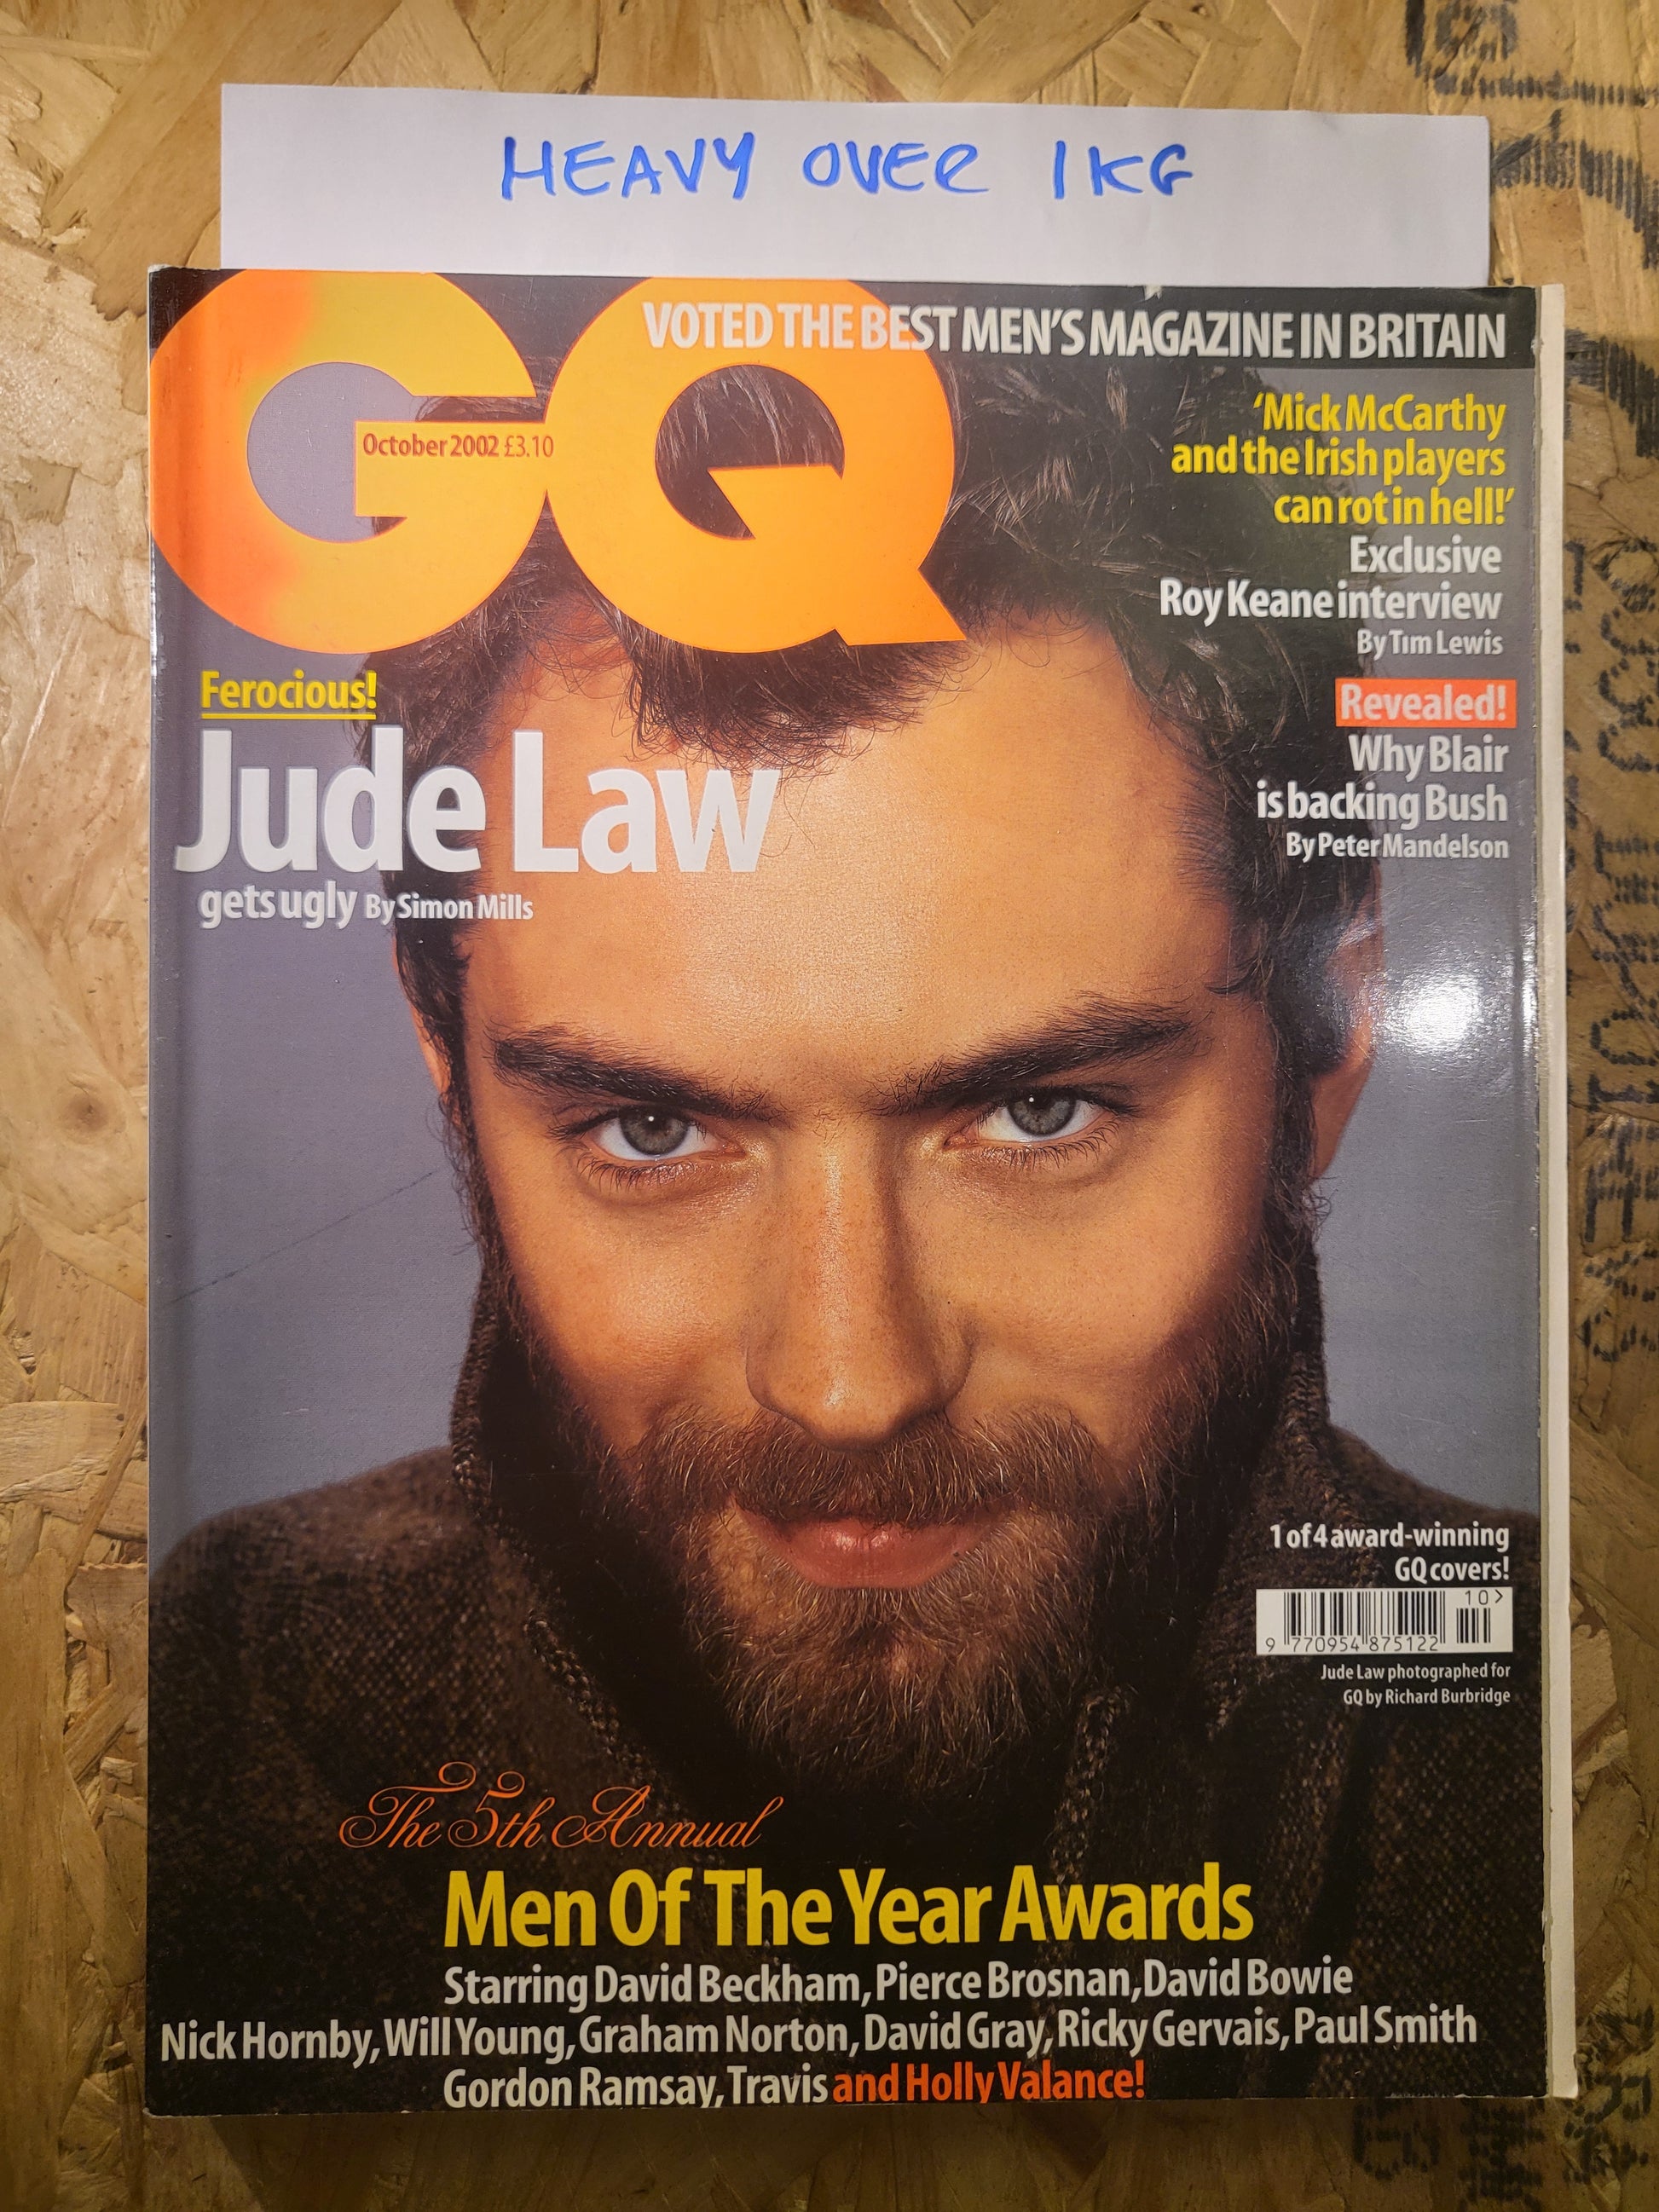 HEAVY OVER 1KG
GQ
VOTED THE BEST MEN'S MAGAZINE IN BRITAIN
October 2002 £3.10
'Mick McCarthy
and the Irish players
can rot in hell!'
Exclusive
Roy Keane interview
By Tim Lewis
Ferocious!
Jude Law
gets ugly By Simon Mills
Revealed!
Why Blair
is backing Bush
By Peter Mandelson
1 of 4 award-winning
GQ covers!
10>
9 770954 875122
Jude Law photographed for
GQ by Richard Burbridge
The 5th Annual
Men Of The Year Awards
Starring David Beckham, Pierce Brosnan, David Bowie
Nick Hornby, Will Young, Graham Norton, David Gray, Ricky Gervais, Paul Smith
Gordon Ramsay, Travis and Holly Valance!